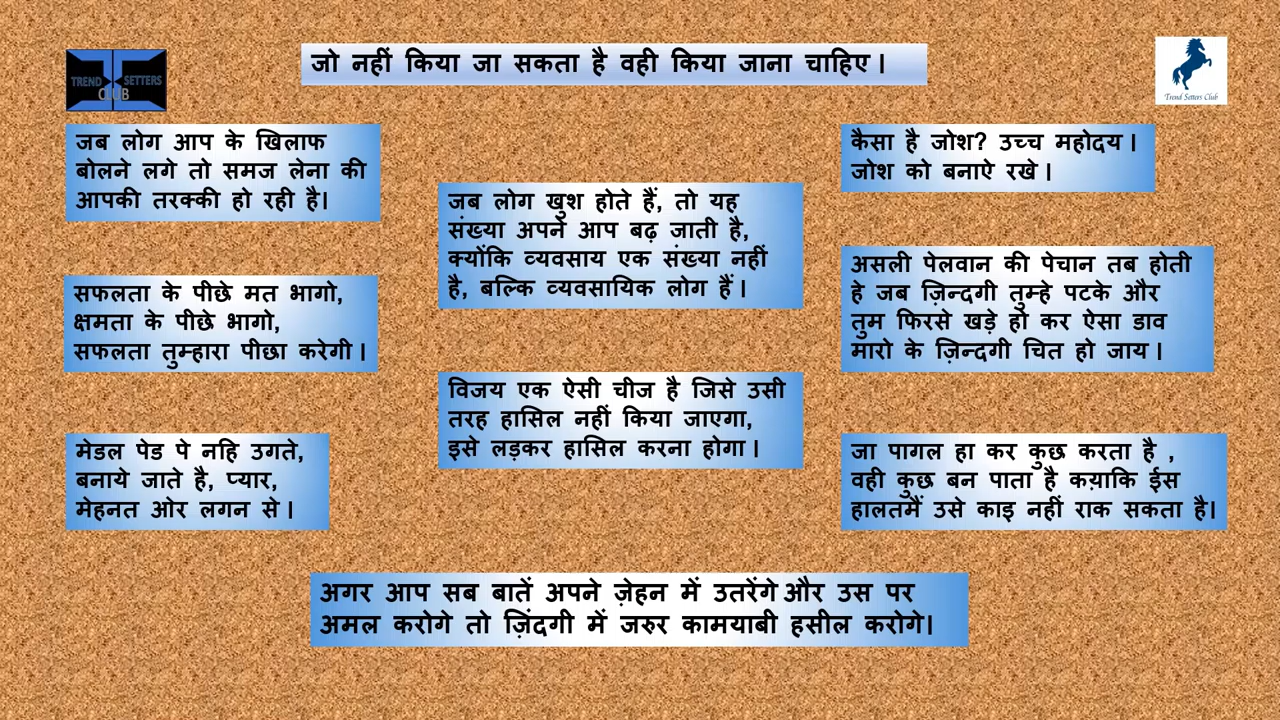 जो नहीं किया जा सकता है वही किया जाना चाहिए।
TREND SETTERS
CLUB
Trend Setters Club
जब लोग आप के खिलाफ
बोलने लगे तो समज लेना की
आपकी तरक्की हो रही है।
सफलता के पीछे मत भागो,
क्षमता के पीछे भागो,
सफलता तुम्हारा पीछा करेगी।
मेडल पेड पे नहि उगते,
बनाये जाते है, प्यार,
मेहनत ओर लगन से।
जब लोग खुश होते हैं, तो यह
संख्या अपने आप बढ़ जाती है,
क्योंकि व्यवसाय एक संख्या नहीं
है, बल्कि व्यवसायिक लोग हैं।
विजय एक ऐसी चीज है जिसे उसी
तरह हासिल नहीं किया जाएगा,
इसे लड़कर हासिल करना होगा।
कैसा है जोश? उच्च महोदय।
जोश को बनाऐ रखे।
असली पेलवान की पेचान तब होती
हे जब ज़िन्दगी तुम्हे पटके और
तुम फिरसे खड़े हो कर ऐसा डाव
मारो के ज़िन्दगी चित हो जाय।
जा पागल हा कर कुछ करता है ,
वही कुछ बन पाता है कय़ाकि ईस
हालतमैं उसे काइ नहीं राक सकता है।
अगर आप सब बातें अपने ज़ेहन में उतरेंगे और उस पर
अमल करोगे तो ज़िंदगी में जरुर कामयाबी हसील करोगे।